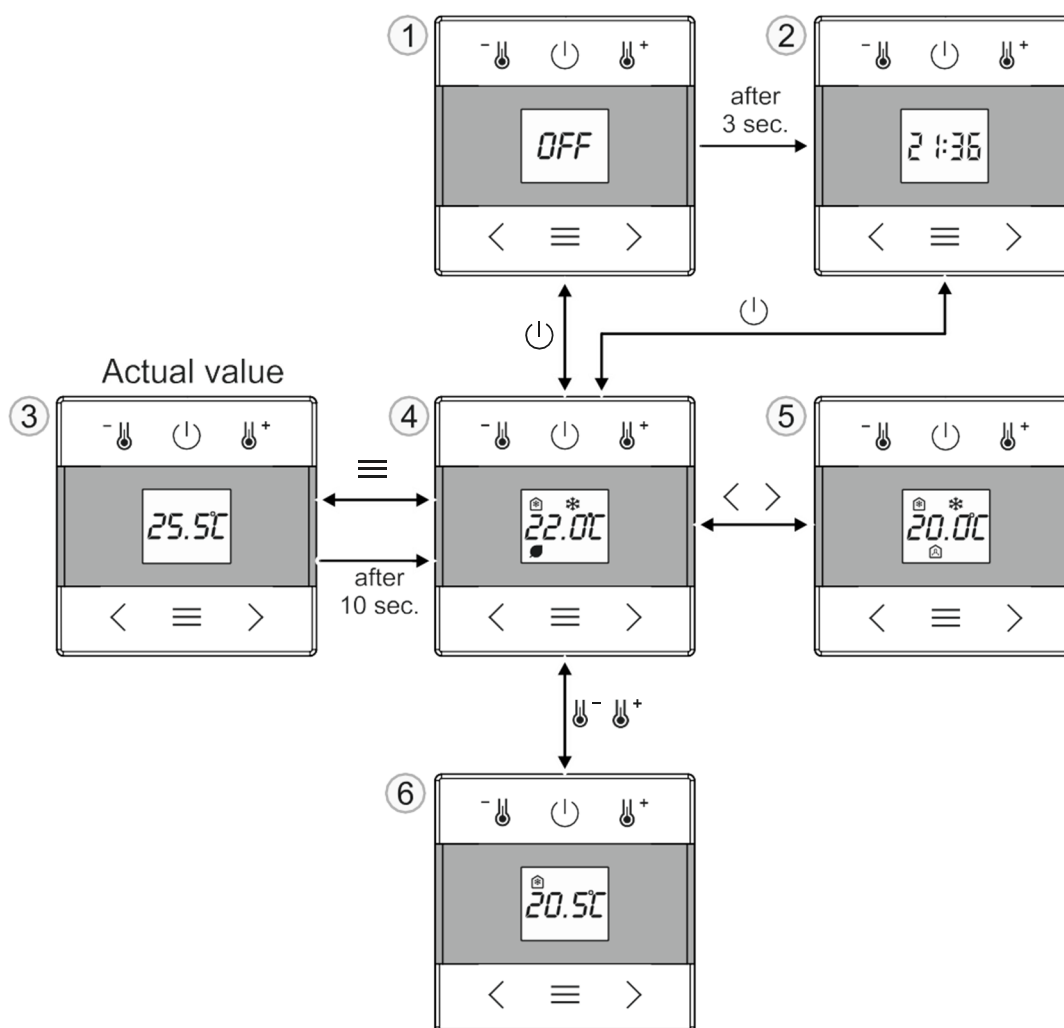 1
2
- +
- +
after
3 sec.
OFF
21:36
Actual value
3
4
5
- +
- +
- +
25.5°C
22.0°C
20.0°C
after
10 sec.
- +
6
- +
20.5°C